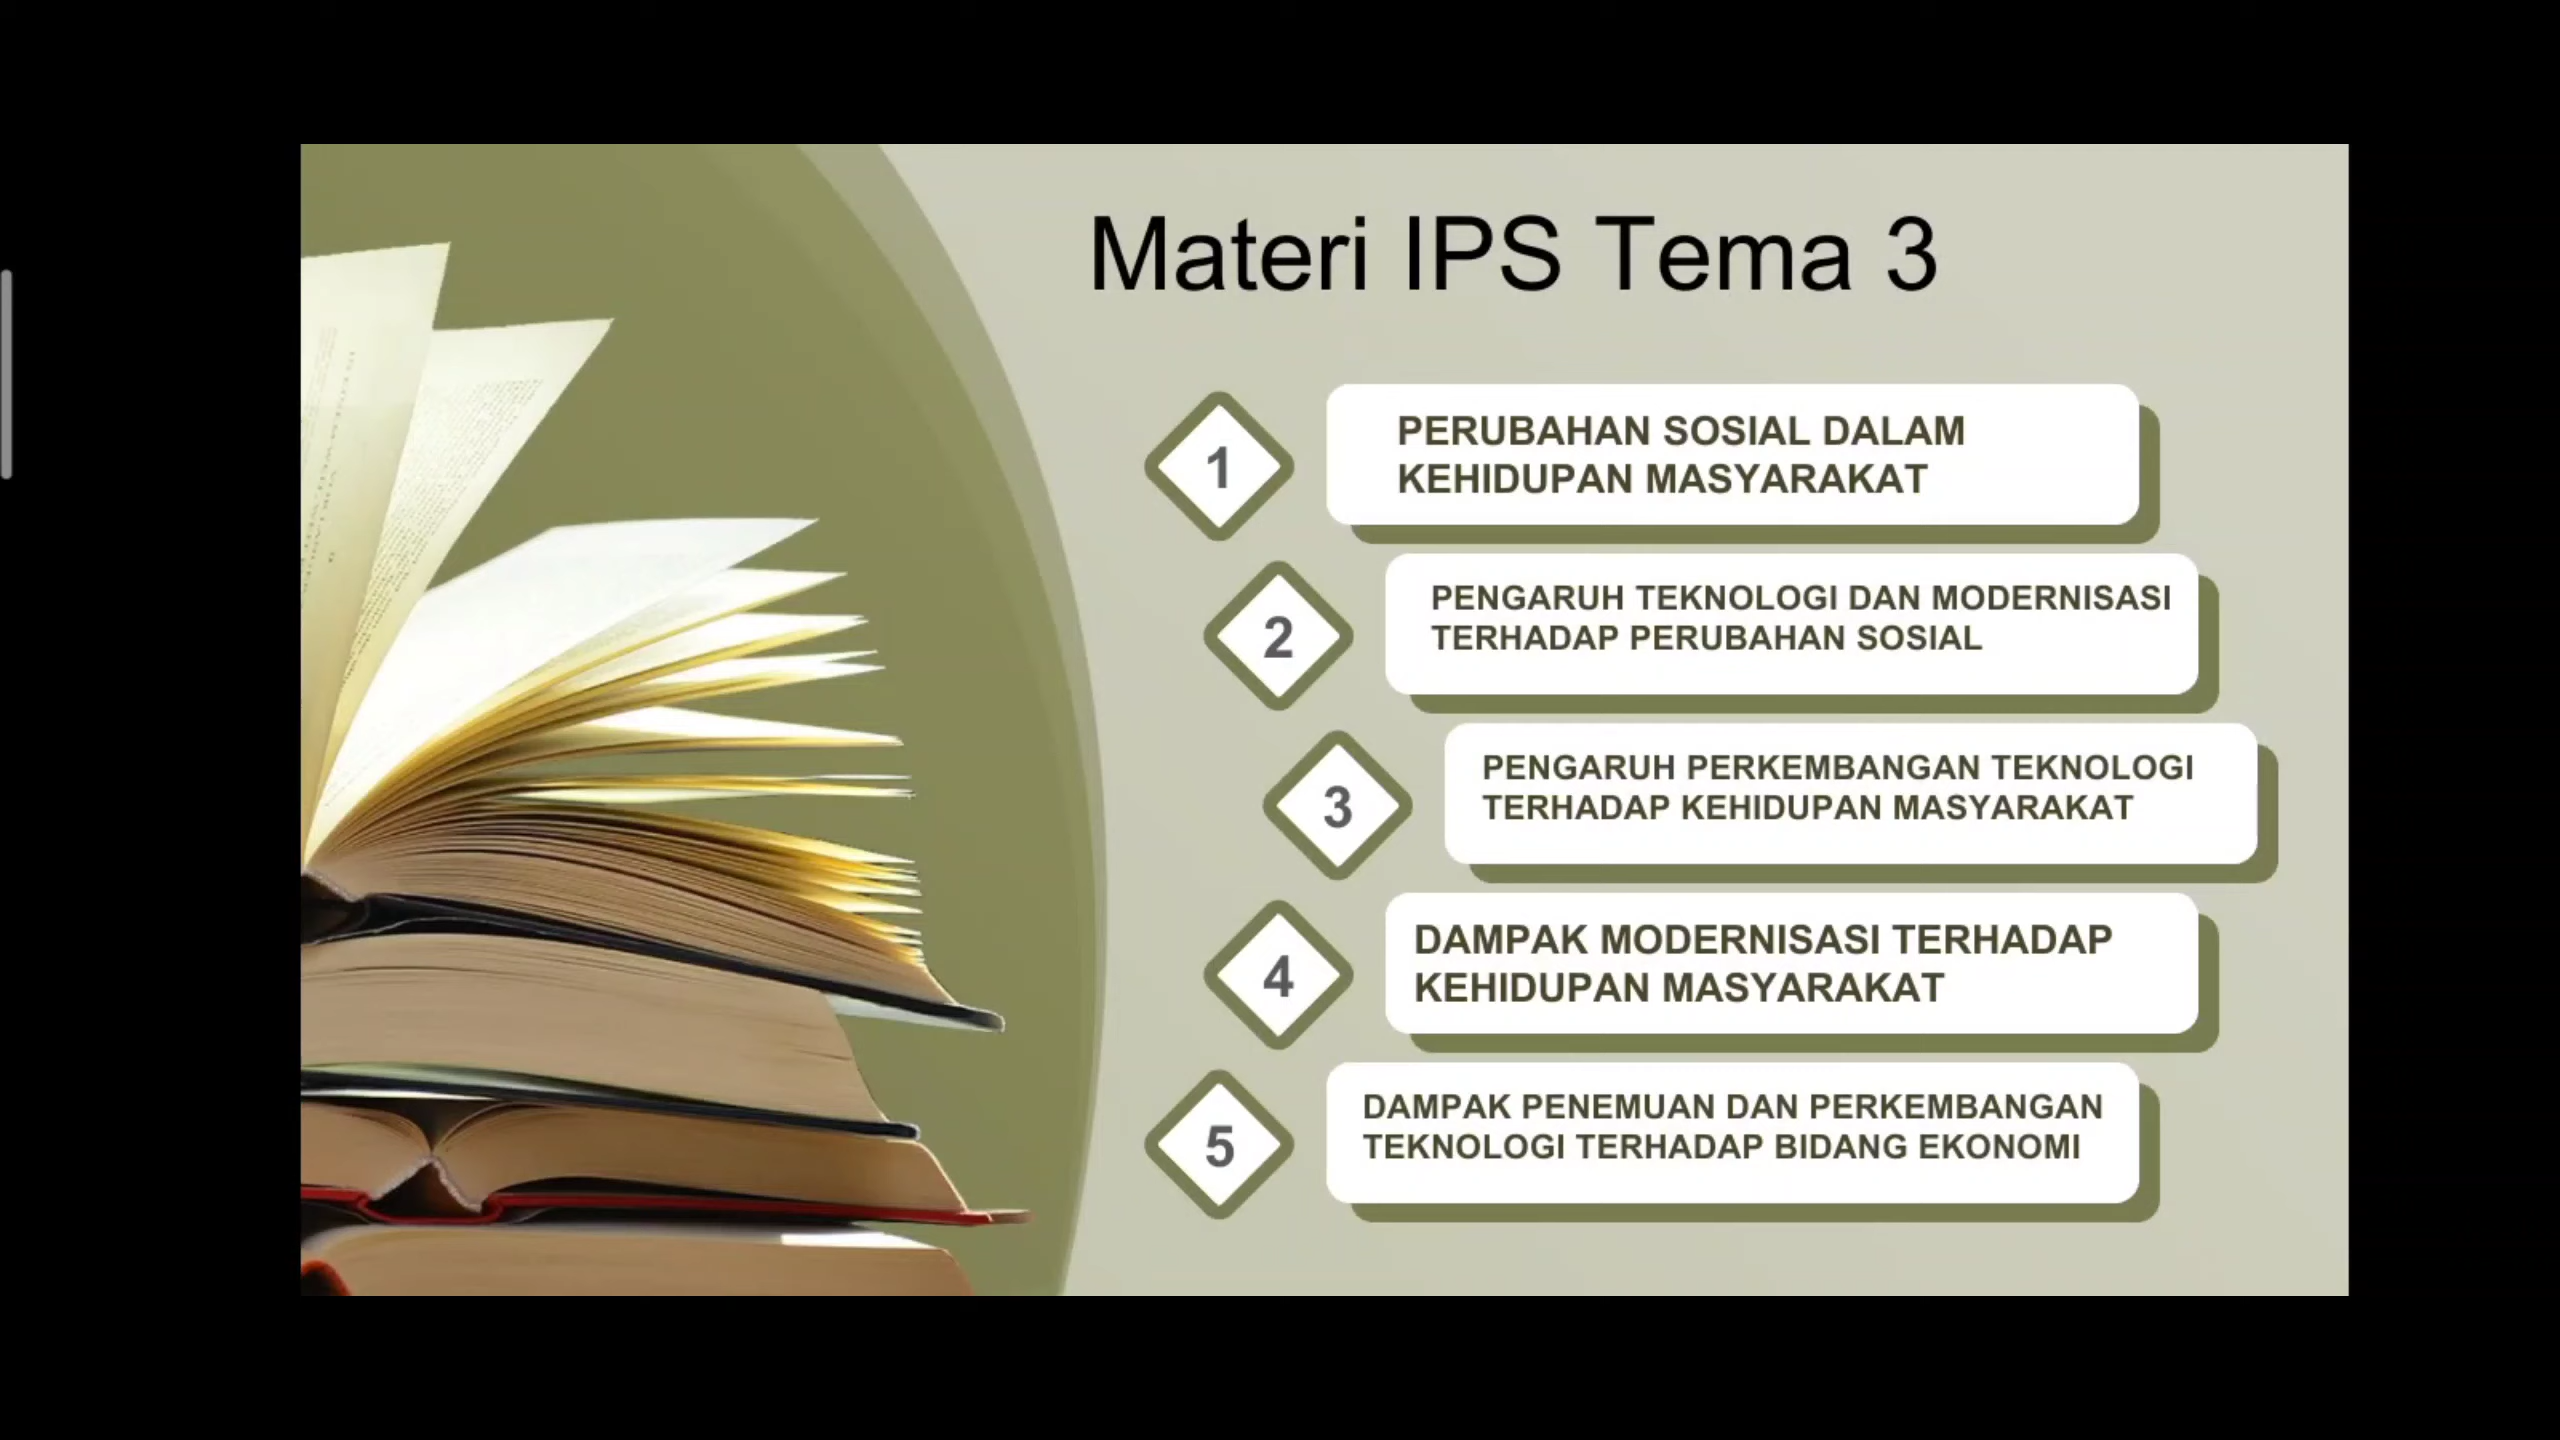 Materi IPS Tema 3
1
PERUBAHAN SOSIAL DALAM
KEHIDUPAN MASYARAKAT
2
PENGARUH TEKNOLOGI DAN MODERNISASI
TERHADAP PERUBAHAN SOSIAL
3
PENGARUH PERKEMBANGAN TEKNOLOGI
TERHADAP KEHIDUPAN MASYARAKAT
4
DAMPAK MODERNISASI TERHADAP
KEHIDUPAN MASYARAKAT
5
DAMPAK PENEMUAN DAN PERKEMBANGAN
TEKNOLOGI TERHADAP BIDANG EKONOMI